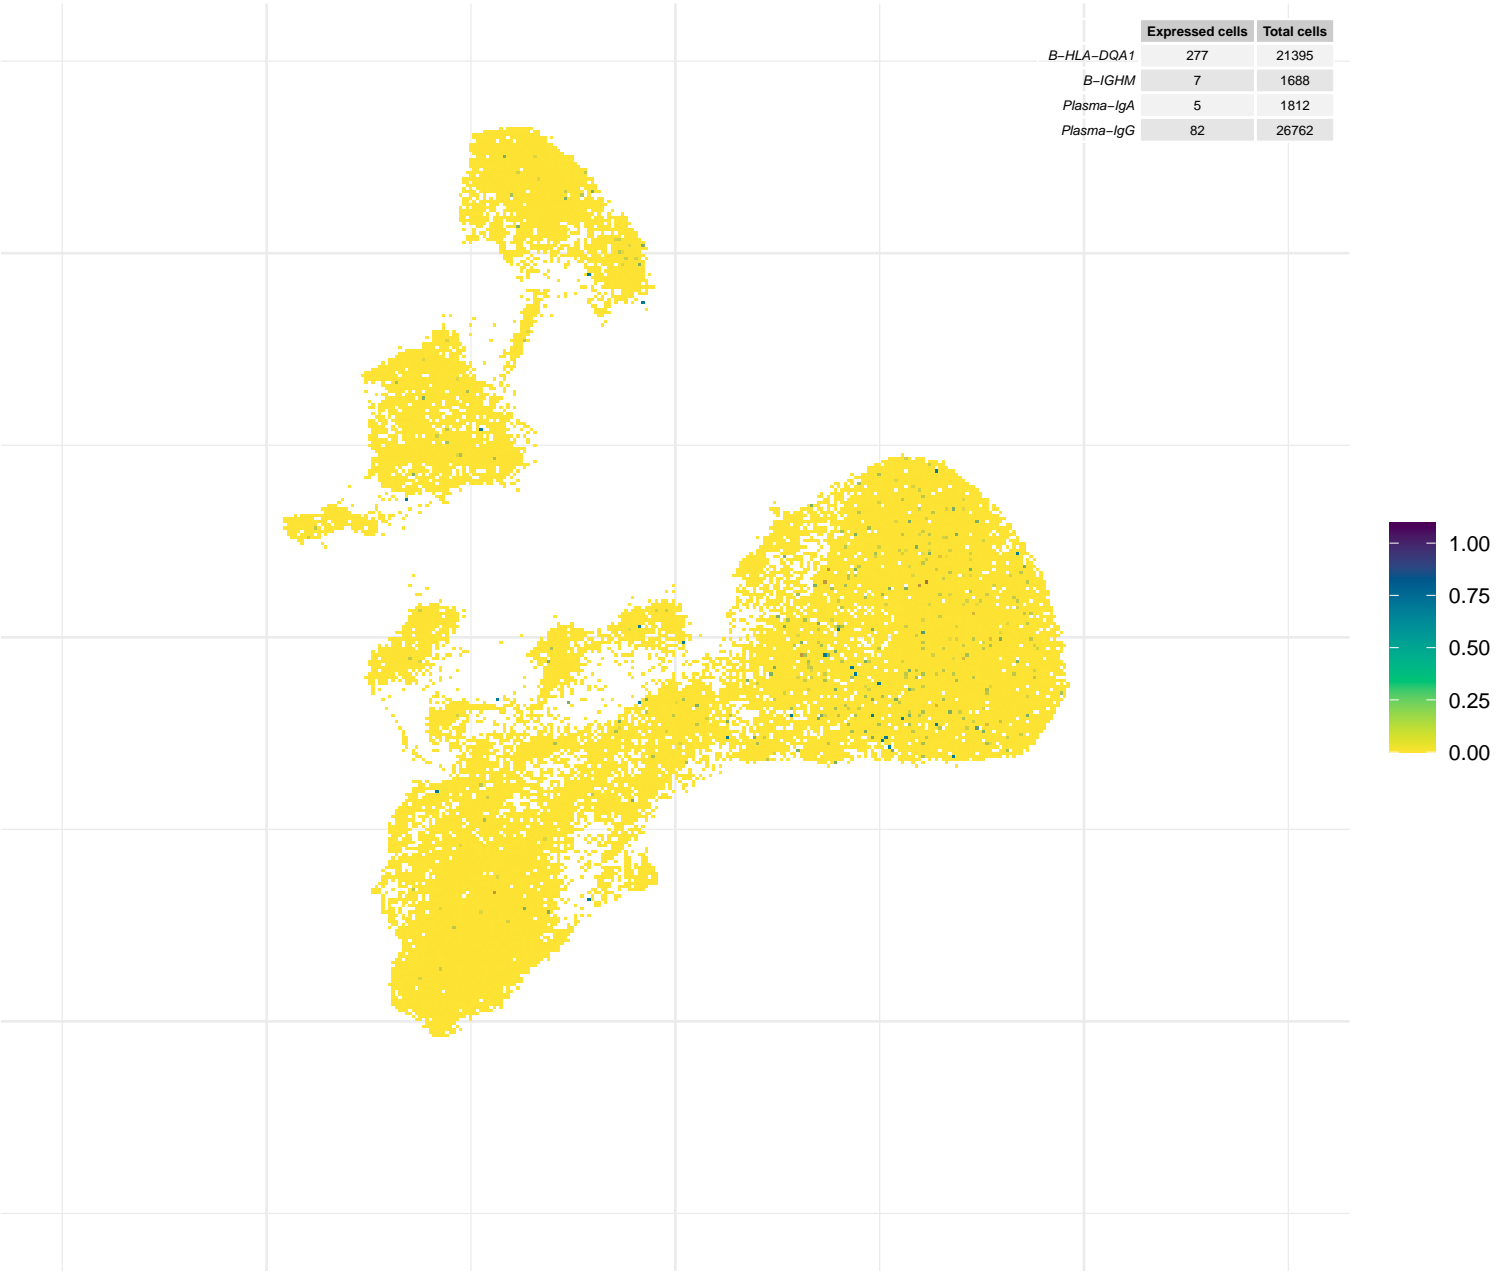 Expressed cells Total cells
B−HLA−DQA1 277 21395
B−IGHM 7 1688
Plasma−IgA 5 1812
Plasma−IgG 82 26762
1.00
0.75
0.50
0.25
0.00